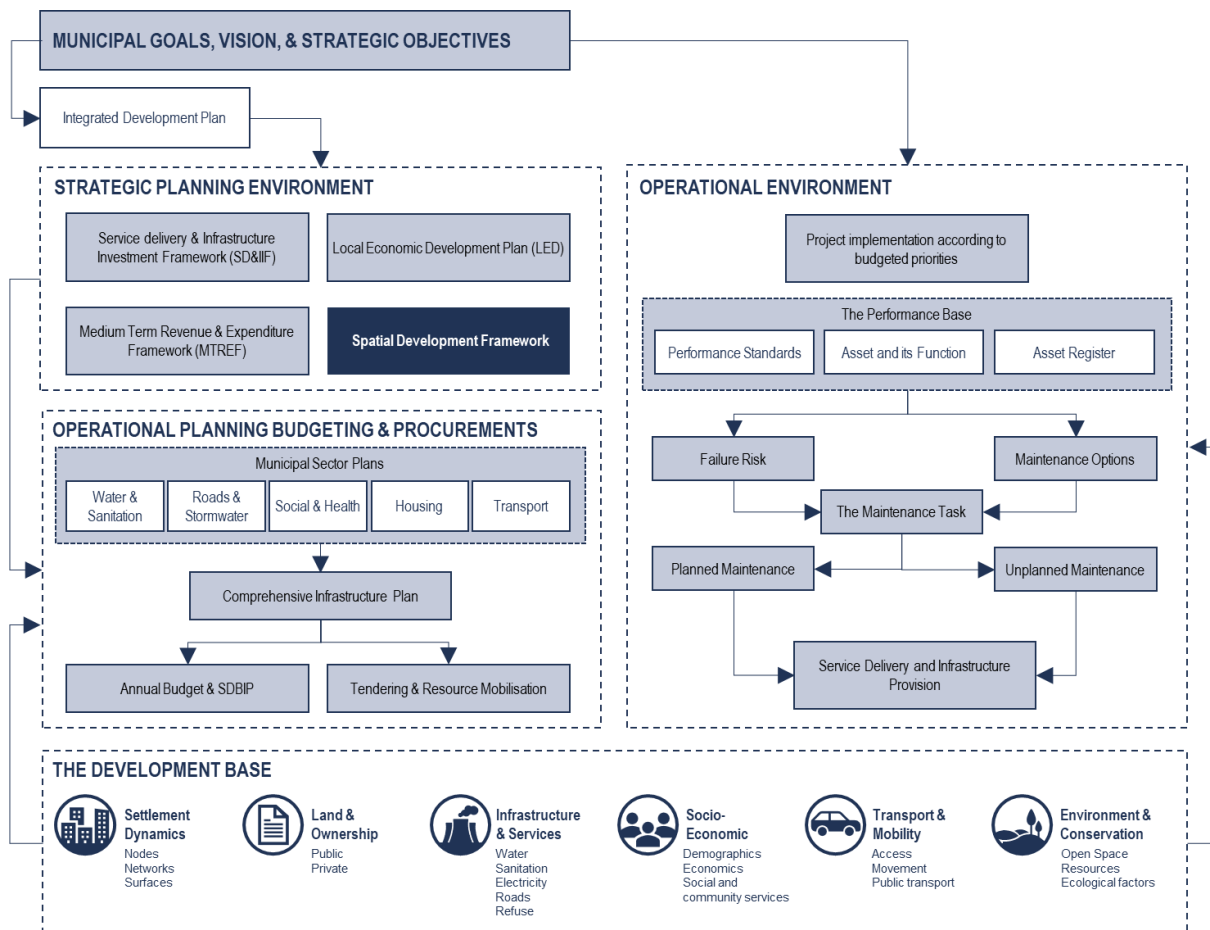 MUNICIPAL GOALS, VISION, & STRATEGIC OBJECTIVES
Integrated Development Plan
STRATEGIC PLANNING ENVIRONMENT
Service delivery & Infrastructure
Investment Framework (SD&IIF)
Local Economic Development Plan (LED)
Medium Term Revenue & Expenditure
Framework (MTREF)
Spatial Development Framework
OPERATIONAL PLANNING BUDGETING & PROCUREMENTS
Municipal Sector Plans
Water &
Sanitation
Roads &
Stormwater
Social & Health
Housing
Transport
Comprehensive Infrastructure Plan
Annual Budget & SDBIP
Tendering & Resource Mobilisation
OPERATIONAL ENVIRONMENT
Project implementation according to
budgeted priorities
The Performance Base
Performance Standards
Asset and its Function
Asset Register
Failure Risk
Maintenance Options
The Maintenance Task
Planned Maintenance
Unplanned Maintenance
Service Delivery and Infrastructure
Provision
THE DEVELOPMENT BASE
Settlement
Dynamics
Nodes
Networks
Surfaces
Land &
Ownership
Public
Private
Infrastructure
& Services
Water
Sanitation
Electricity
Roads
Refuse
Socio-
Economic
Demographics
Economics
Social and
community services
Transport &
Mobility
Access
Movement
Public transport
Environment &
Conservation
Open Space
Resources
Ecological factors